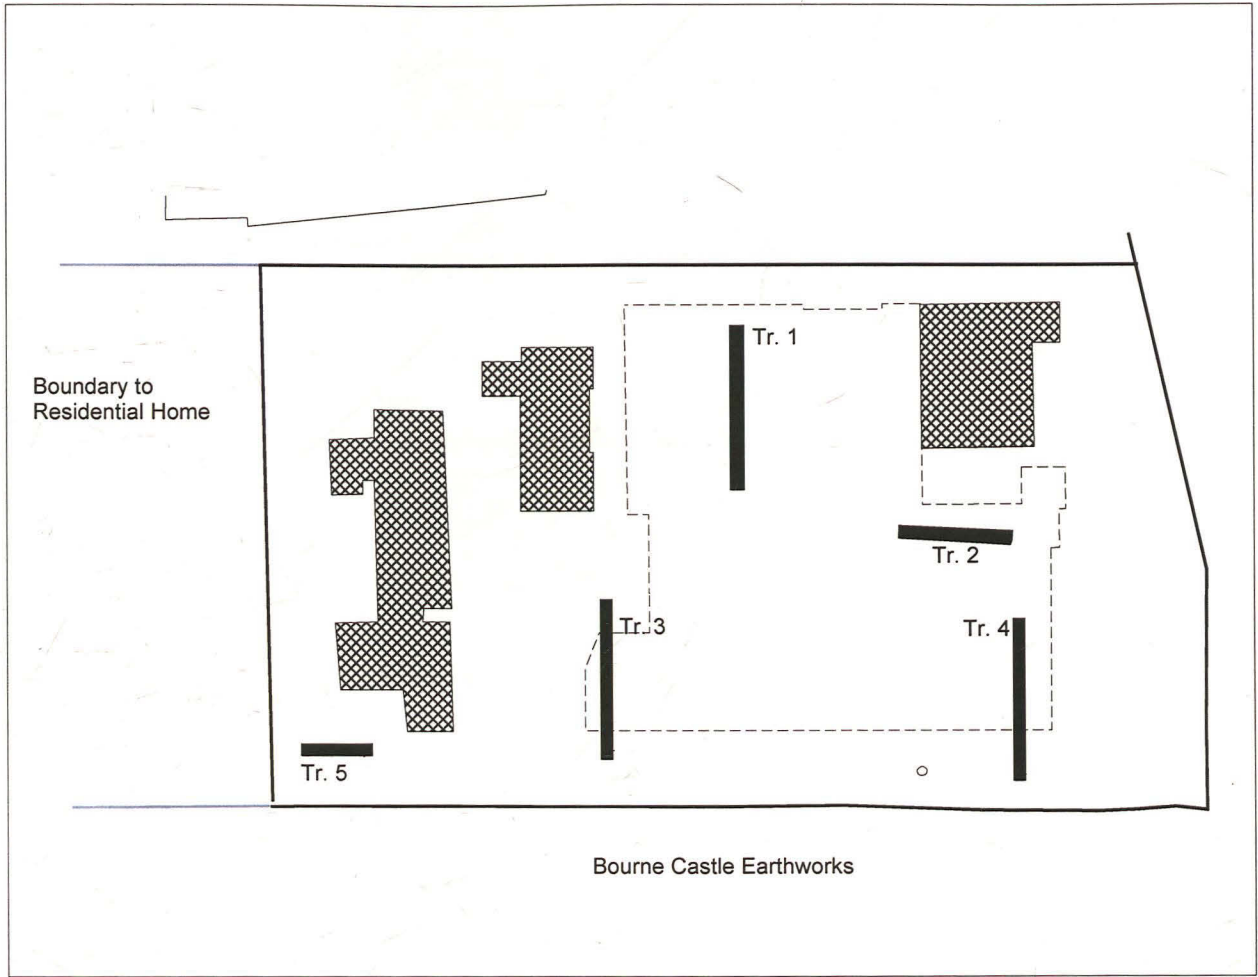 Tr. 1
Boundary to
Residential Home
Tr. 2
Tr. 3
Tr. 4
Tr. 5
Bourne Castle Earthworks